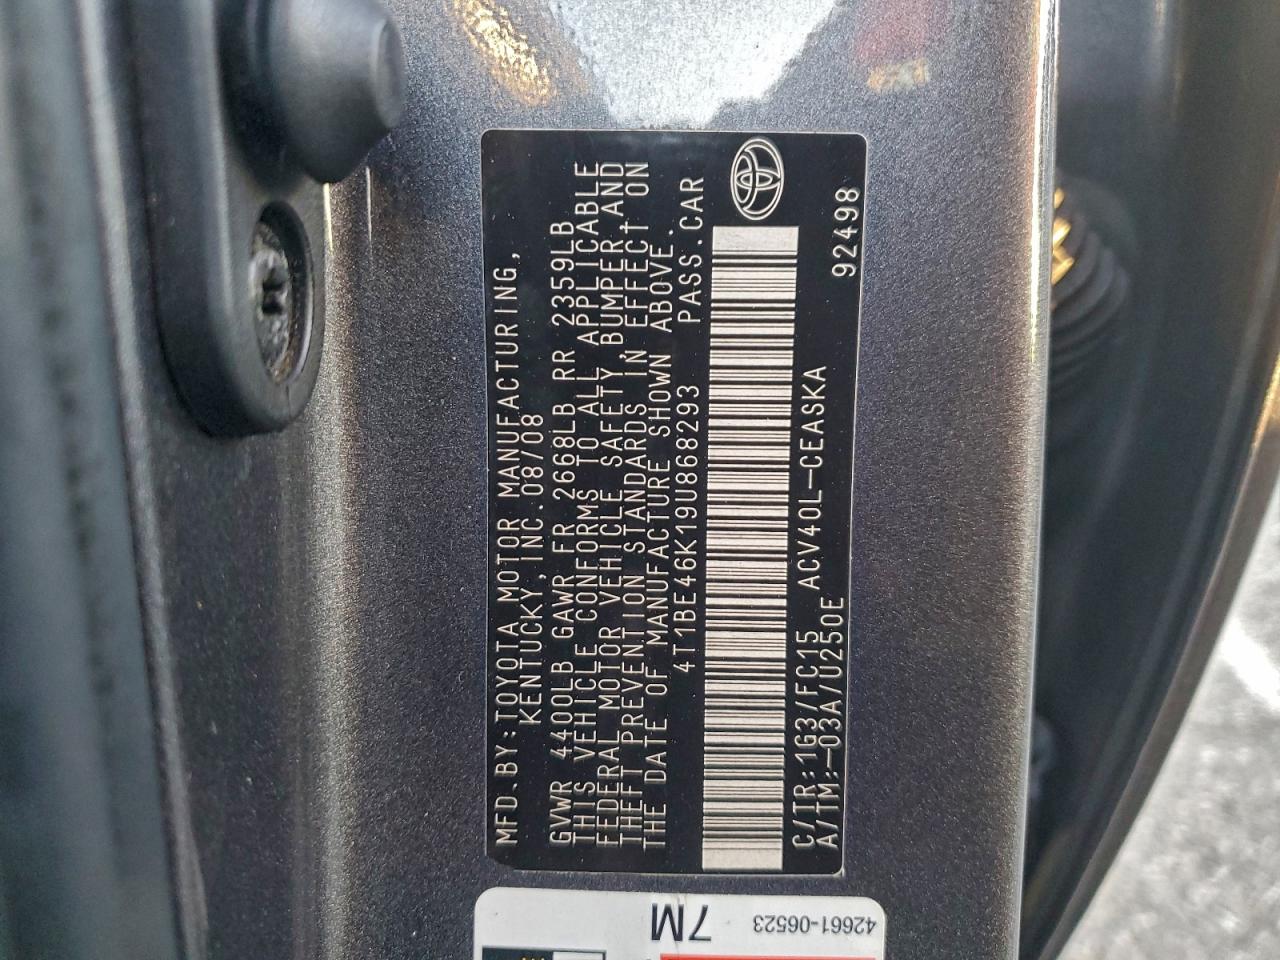 MFD.BY:TOYOTA MOTOR MANUFACTURING,
KENTUCKY,INC.08/08
GVWR 4400LB GAWR FR 2668LB RR 2359LB
THIS VEHICLE CONFORMS TO ALL APPLICABLE
FEDERAL MOTOR VEHICLE SAFETY,BUMPER,AND
THEFT PREVENTION STANDARDS IN EFFECT ON
THE DATE OF MANUFACTURE SHOWN ABOVE.
4T1BE46K19U868293 PASS.CAR
C/TR:1G3/FC15 ACV40L-CEASKA
A/TM:-03A/U250E
92498
7M
42661-06523